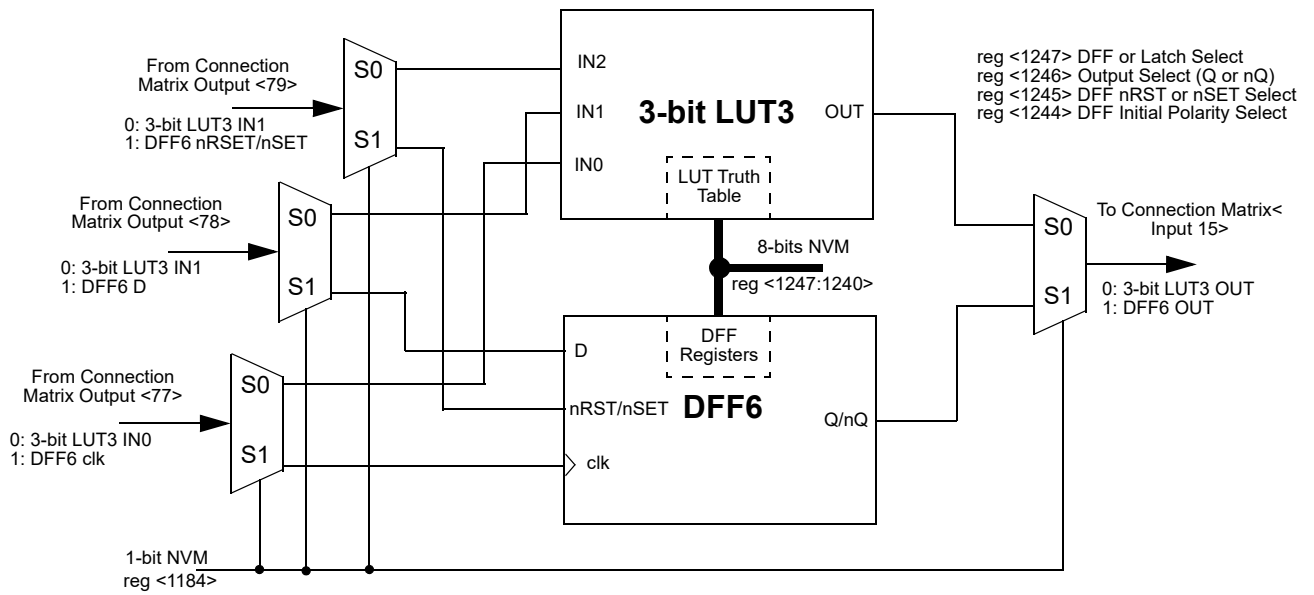 From Connection
Matrix Output <79>
0: 3-bit LUT3 IN1
1: DFF6 nRSET/nSET
S0
S1
From Connection
Matrix Output <78>
0: 3-bit LUT3 IN1
1: DFF6 D
S0
S1
From Connection
Matrix Output <77>
0: 3-bit LUT3 IN0
1: DFF6 clk
S0
S1
1-bit NVM
reg <1184>
IN2
IN1
IN0
3-bit LUT3
OUT
LUT Truth
Table
8-bits NVM
reg <1247:1240>
DFF
Registers
D
nRST/nSET
clk
DFF6
Q/nQ
reg <1247> DFF or Latch Select
reg <1246> Output Select (Q or nQ)
reg <1245> DFF nRST or nSET Select
reg <1244> DFF Initial Polarity Select
S0
S1
To Connection Matrix<
Input 15>
0: 3-bit LUT3 OUT
1: DFF6 OUT